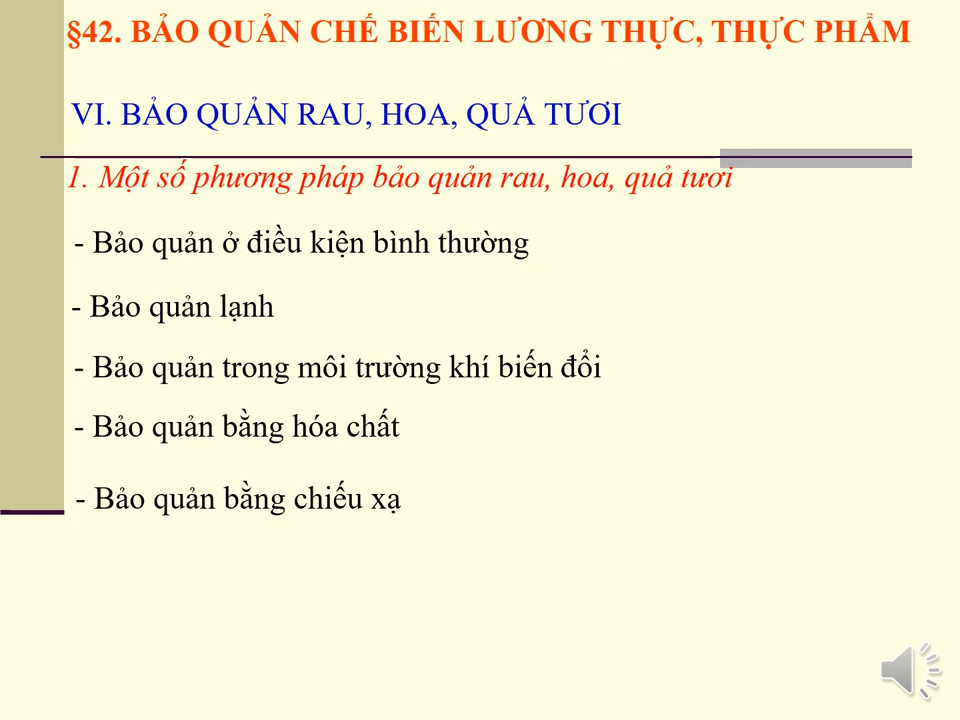 §42. BẢO QUẢN CHẾ BIẾN LƯƠNG THỰC, THỰC PHẨM
VI. BẢO QUẢN RAU, HOA, QUẢ TƯƠI
1. Một số phương pháp bảo quản rau, hoa, quả tươi
- Bảo quản ở điều kiện bình thường
- Bảo quản lạnh
- Bảo quản trong môi trường khí biến đổi
- Bảo quản bằng hóa chất
- Bảo quản bằng chiếu xạ